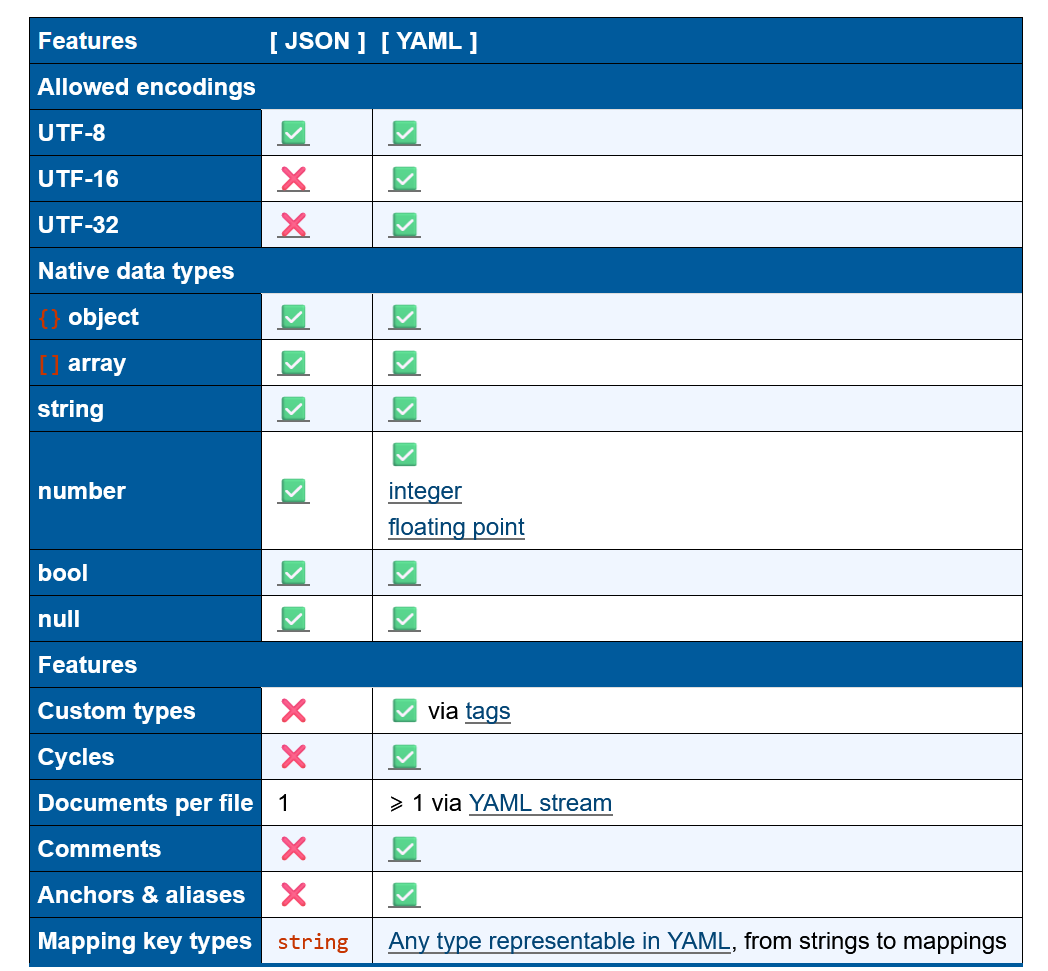 Features [ JSON ] [ YAML ]
Allowed encodings
UTF-8 ✅ ✅
UTF-16 ❌ ✅
UTF-32 ❌ ✅
Native data types
{} object ✅ ✅
[] array ✅ ✅
string ✅ ✅
number ✅ ✅
integer
floating point
bool ✅ ✅
null ✅ ✅
Features
Custom types ❌ ✅ via tags
Cycles ❌ ✅
Documents per file 1 ⩾ 1 via YAML stream
Comments ❌ ✅
Anchors & aliases ❌ ✅
Mapping key types string Any type representable in YAML, from strings to mappings